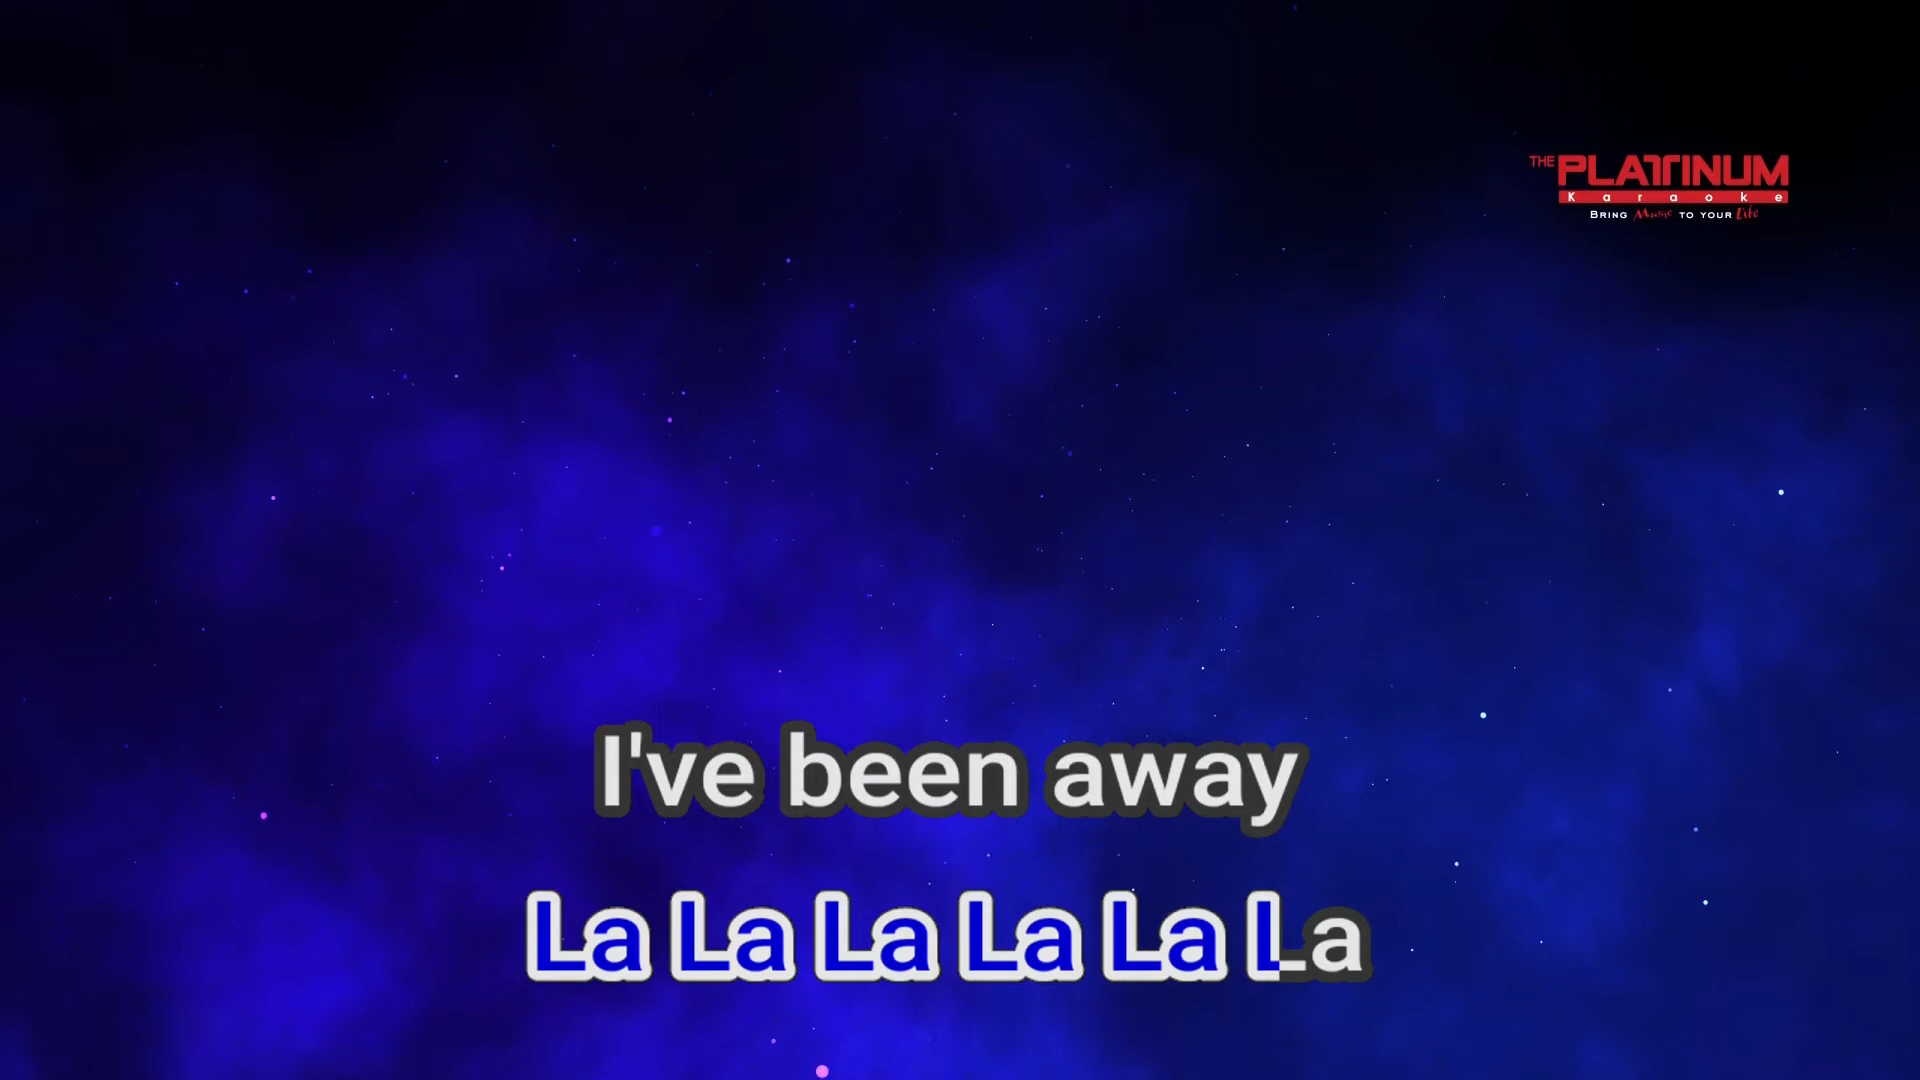 THE PLATINUM
Karaoke
BRING Music TO YOUR Life
I've been away
La La La La La La